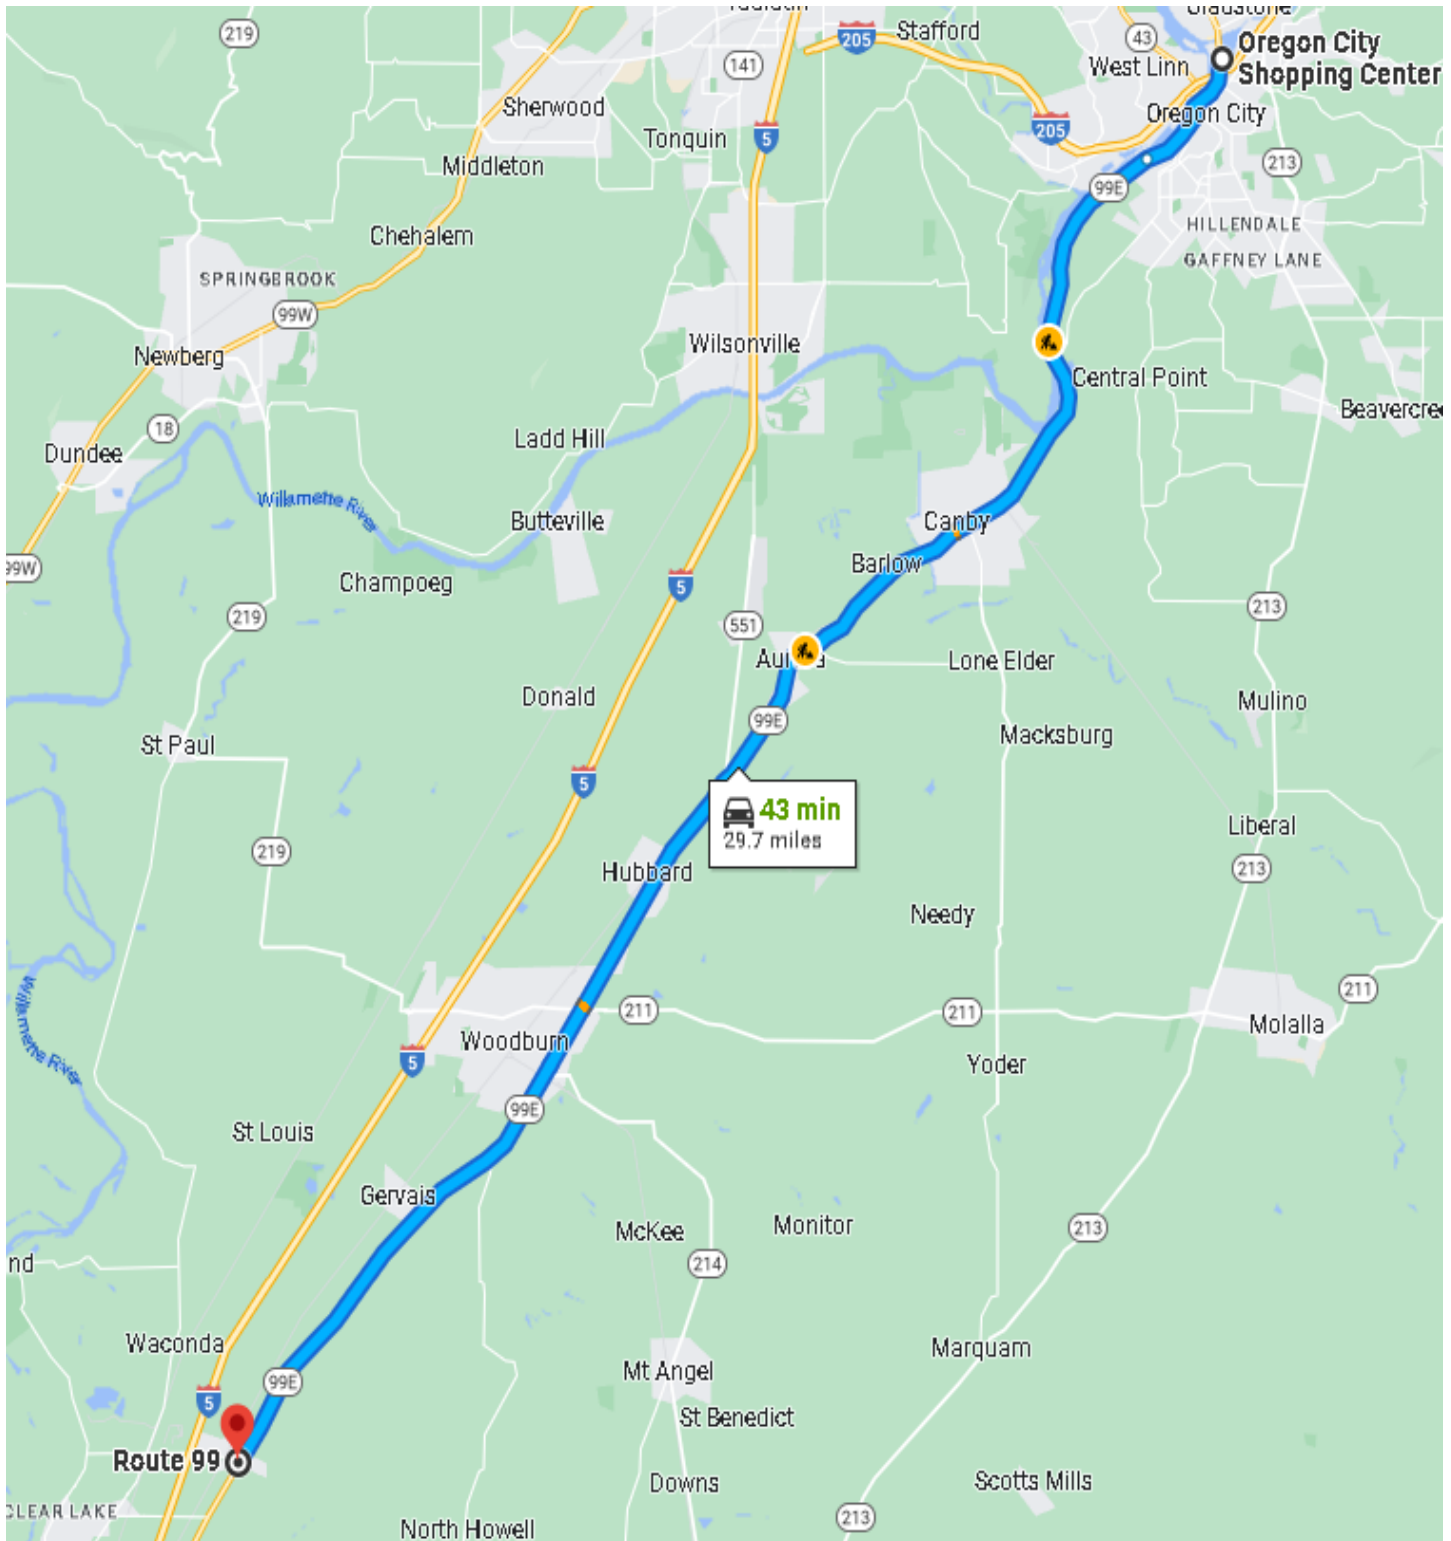 219
205
Stafford
43
Oregon City
Shopping Center
141
West Linn
Sherwood
Oregon City
205
Tonquin
5
Middleton
213
99E
HILLENDALE
Chehalem
GAFFNEY LANE
SPRINGBROOK
99W
Wilsonville
Newberg
Central Point
18
Ladd Hill
Dundee
Willamette River
Butteville
Canby
99W
Barlow
Champoeg
5
219
551
213
Lone Elder
Donald
Mulino
99E
St Paul
Macksburg
5
43 min
29.7 miles
Liberal
219
Hubbard
213
Needy
211
211
211
Willamette River
Molalla
Woodburn
5
Yoder
99E
St Louis
Gervais
McKee
Monitor
213
214
nd
Waconda
Marquam
Mt Angel
99E
5
St Benedict
Route 99
Downs
Scotts Mills
CLEAR LAKE
213
North Howell